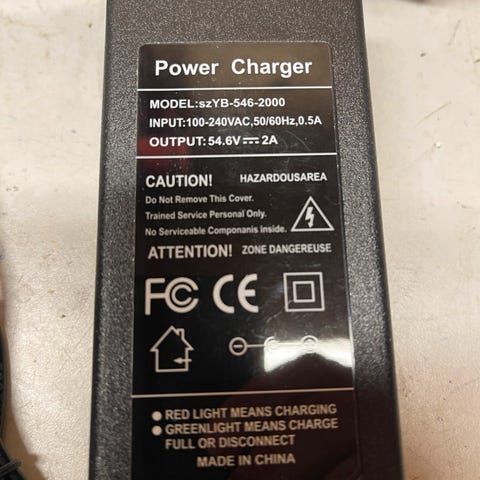 Power Charger
MODEL:szYB-546-2000
INPUT:100-240VAC,50/60Hz,0.5A
OUTPUT:54.6V⎓2A
CAUTION! HAZARDOUSAREA
Do Not Remove This Cover.
Trained Service Personal Only.
No Serviceable Componanis inside.
ATTENTION! ZONE DANGEREUSE
FC CE
RED LIGHT MEANS CHARGING
GREENLIGHT MEANS CHARGE
FULL OR DISCONNECT
MADE IN CHINA